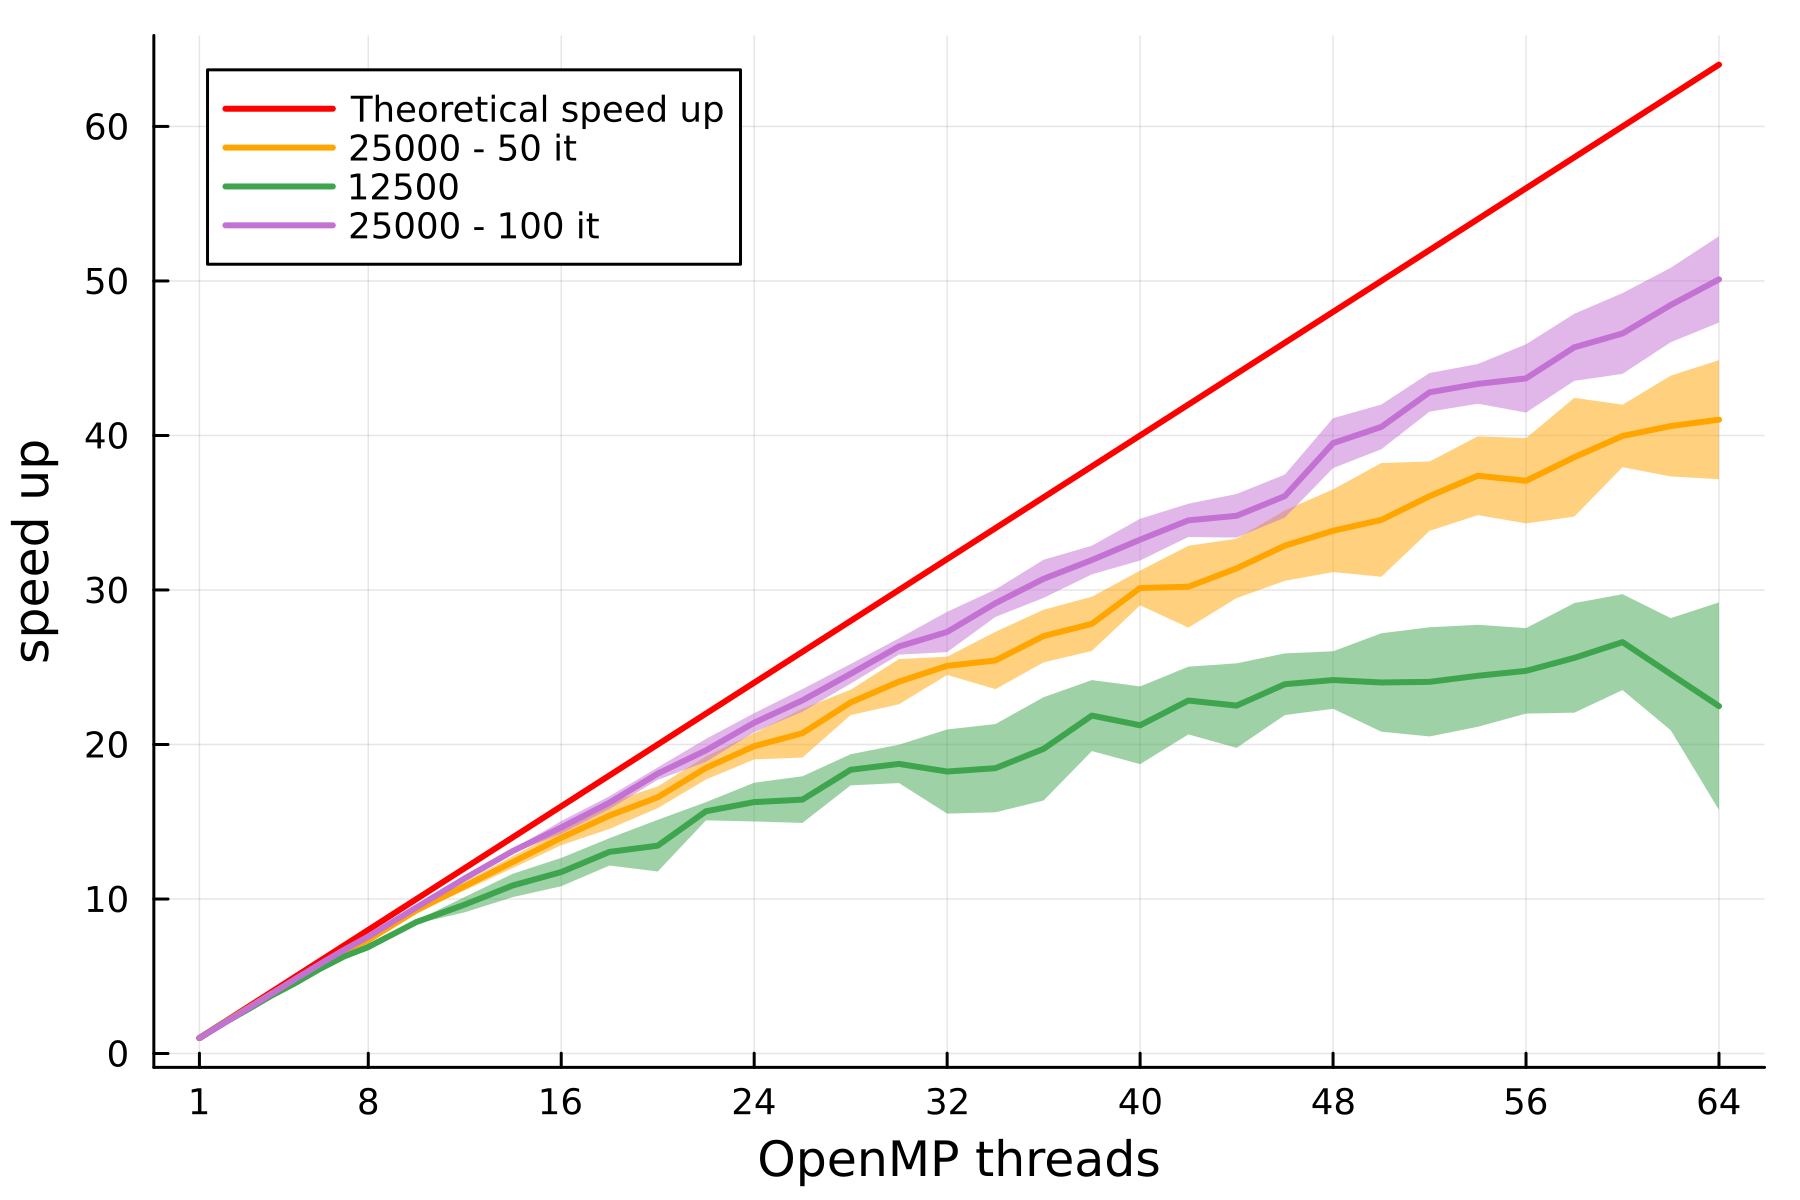 Theoretical speed up
25000 - 50 it
12500
25000 - 100 it
60
50
40
30
20
10
0
speed up
1 8 16 24 32 40 48 56 64
OpenMP threads